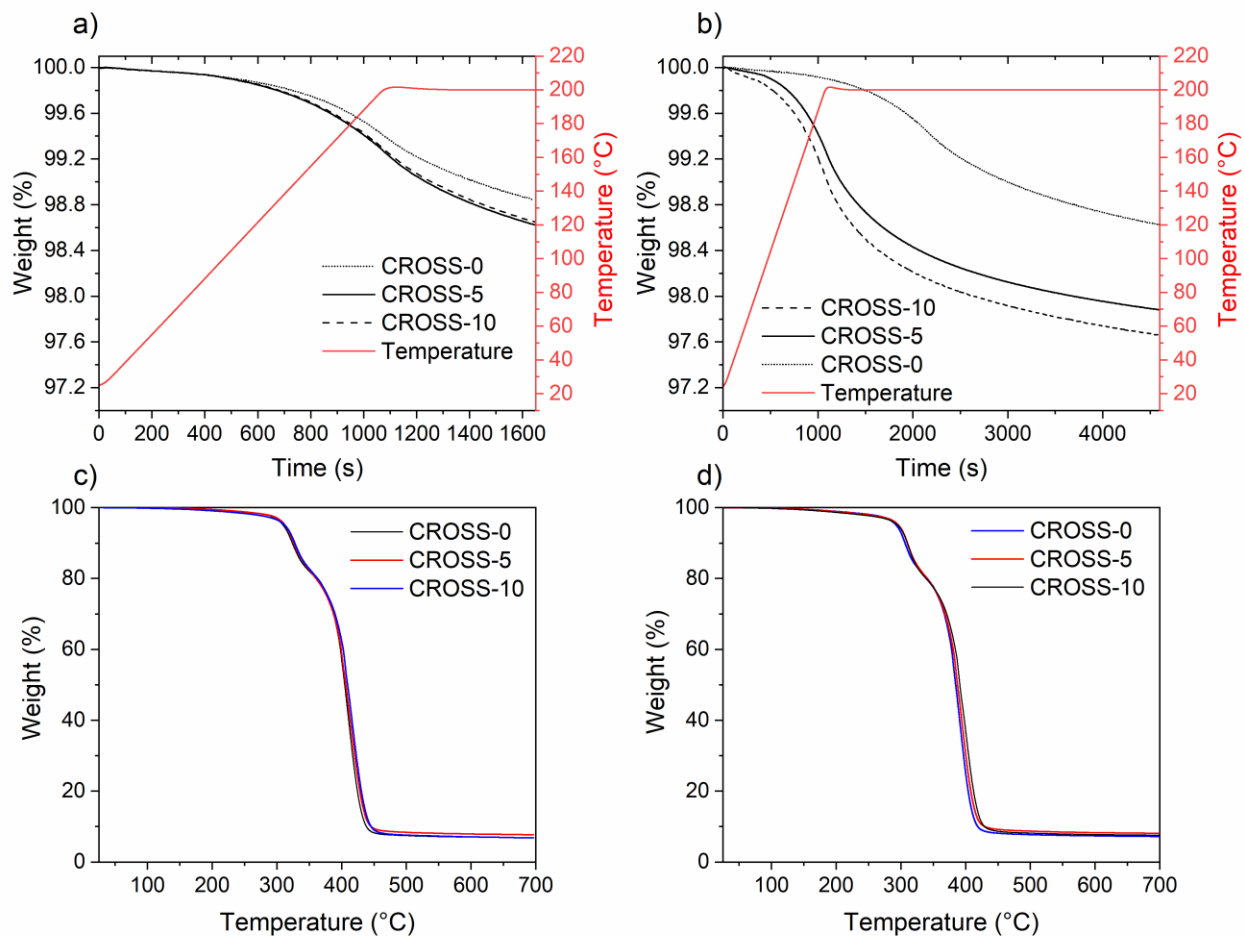 a)
100.0
99.6
99.2
98.8
98.4
98.0
97.6
97.2
Weight (%)
220
200
180
160
140
120
100
80
60
40
20
Temperature (°C)
CROSS-0
CROSS-5
CROSS-10
Temperature
0 200 400 600 800 1000 1200 1400 1600
Time (s)
b)
100.0
99.6
99.2
98.8
98.4
98.0
97.6
97.2
Weight (%)
220
200
180
160
140
120
100
80
60
40
20
Temperature (°C)
CROSS-10
CROSS-5
CROSS-0
Temperature
0 1000 2000 3000 4000
Time (s)
c)
100
80
60
40
20
0
Weight (%)
CROSS-0
CROSS-5
CROSS-10
100 200 300 400 500 600 700
Temperature (°C)
d)
100
80
60
40
20
0
Weight (%)
CROSS-0
CROSS-5
CROSS-10
100 200 300 400 500 600 700
Temperature (°C)